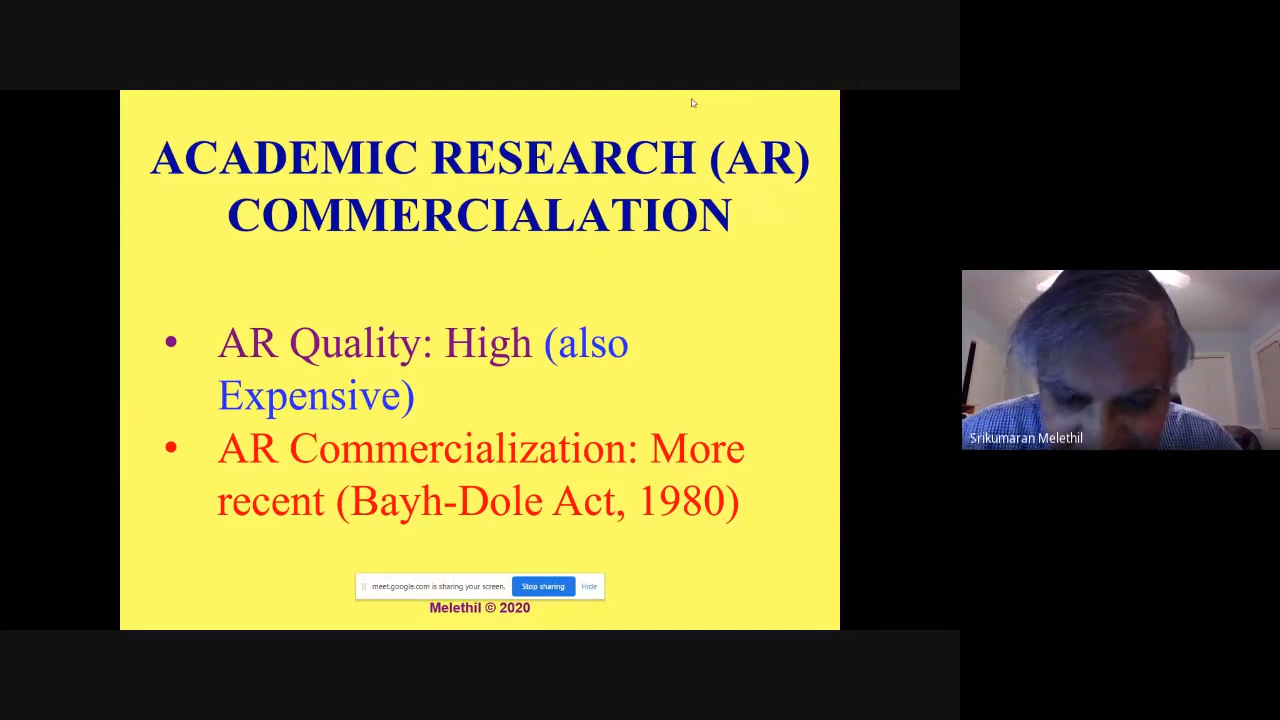 ACADEMIC RESEARCH (AR)
COMMERCIALATION
• AR Quality: High (also
Expensive)
• AR Commercialization: More
recent (Bayh-Dole Act, 1980)
meet.google.com is sharing your screen. Stop sharing Hide
Melethil © 2020
Srikumaran Melethil